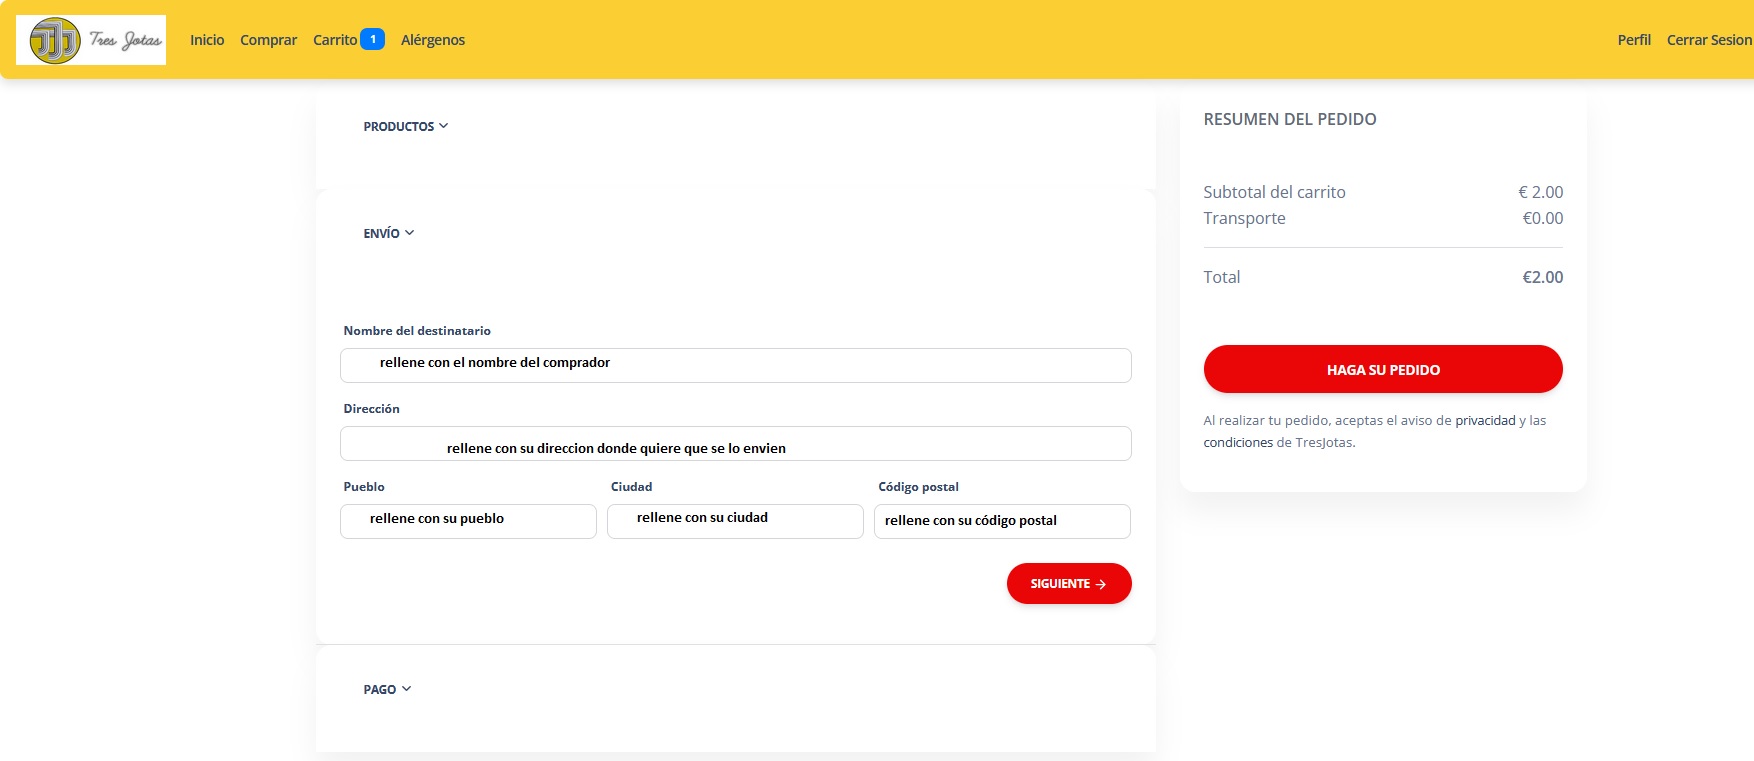 Tres Jotas
Inicio Comprar Carrito 1 Alérgenos
Perfil Cerrar Sesion
PRODUCTOS
ENVÍO
Nombre del destinatario
rellene con el nombre del comprador
Dirección
rellene con su direccion donde quiere que se lo envien
Pueblo Ciudad Código postal
rellene con su pueblo rellene con su ciudad rellene con su código postal
SIGUIENTE →
PAGO
RESUMEN DEL PEDIDO
Subtotal del carrito € 2.00
Transporte €0.00
Total €2.00
HAGA SU PEDIDO
Al realizar tu pedido, aceptas el aviso de privacidad y las
condiciones de TresJotas.